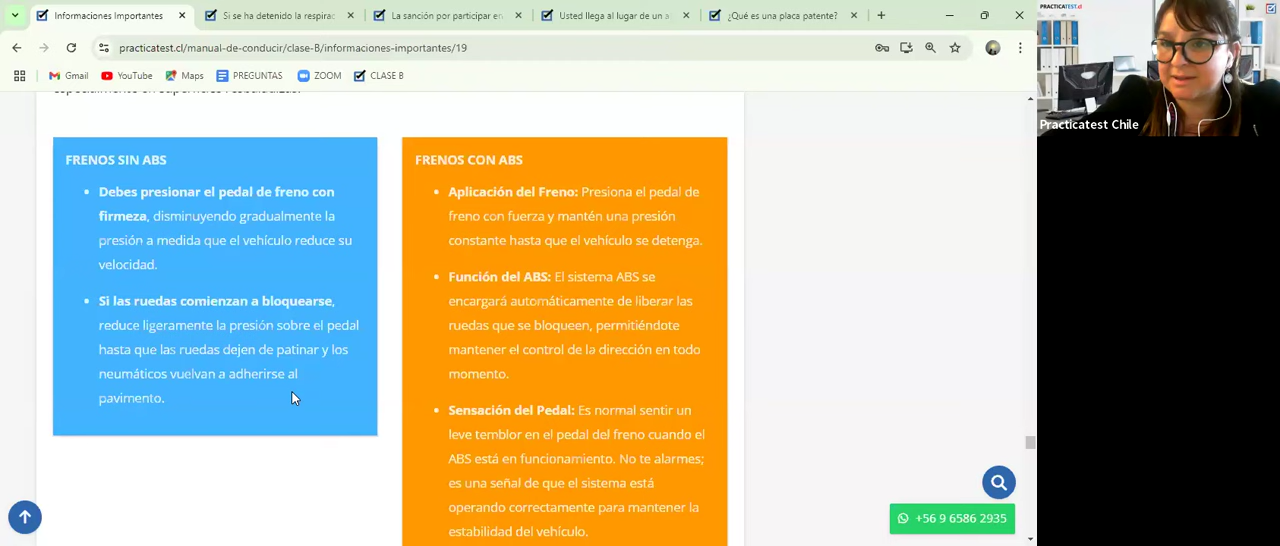 Informaciones Importantes
Si se ha detenido la respirac
La sanción por participar en
Usted llega al lugar de un a
¿Qué es una placa patente?
practicatest.cl/manual-de-conducir/clase-B/informaciones-importantes/19
Gmail
YouTube
Maps
PREGUNTAS
ZOOM
CLASE B
PRACTICATEST.cl
Practicatest Chile
FRENOS SIN ABS
Debes presionar el pedal de freno con
firmeza, disminuyendo gradualmente la
presión a medida que el vehículo reduce su
velocidad.
Si las ruedas comienzan a bloquearse,
reduce ligeramente la presión sobre el pedal
hasta que las ruedas dejen de patinar y los
neumáticos vuelvan a adherirse al
pavimento.
FRENOS CON ABS
Aplicación del Freno: Presiona el pedal de
freno con fuerza y mantén una presión
constante hasta que el vehículo se detenga.
Función del ABS: El sistema ABS se
encargará automáticamente de liberar las
ruedas que se bloqueen, permitiéndote
mantener el control de la dirección en todo
momento.
Sensación del Pedal: Es normal sentir un
leve temblor en el pedal del freno cuando el
ABS está en funcionamiento. No te alarmes;
es una señal de que el sistema está
operando correctamente para mantener la
estabilidad del vehículo.
+56 9 6586 2935